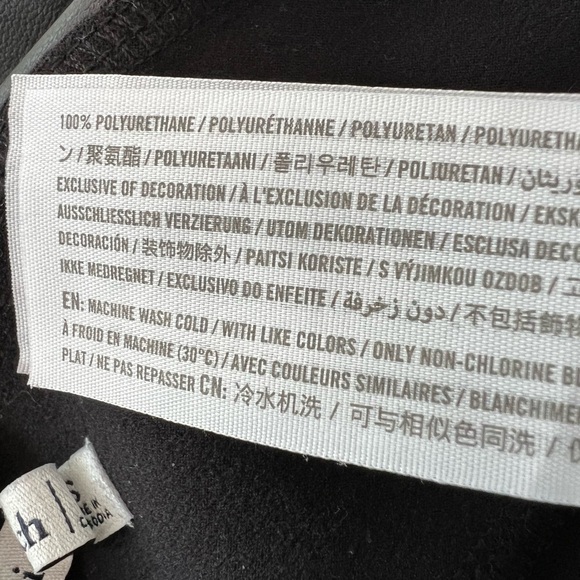 100% POLYURETHANE / POLYURÉTHANNE / POLYURETAN / POLYURETHA
ン / 聚氨酯 / POLYURETAANI / 폴리우레탄 / POLIURETAN /
EXCLUSIVE OF DECORATION / À L'EXCLUSION DE LA DÉCORATION / EKSK
AUSSCHLIESSLICH VERZIERUNG / UTOM DEKORATIONEN / ESCLUSA DECO
DECORACIÓN / 装饰物除外 / PAITSI KORISTE / S VÝJIMKOU OZDOB /
IKKE MEDREGNET / EXCLUSIVO DO ENFEITE / دون زخرفة / 不包括飾物
EN: MACHINE WASH COLD / WITH LIKE COLORS / ONLY NON-CHLORINE B
À FROID EN MACHINE (30°C) / AVEC COULEURS SIMILAIRES / BLANCHIME
PLAT / NE PAS REPASSER CN: 冷水机洗 / 可与相似色同洗 /
ch
S